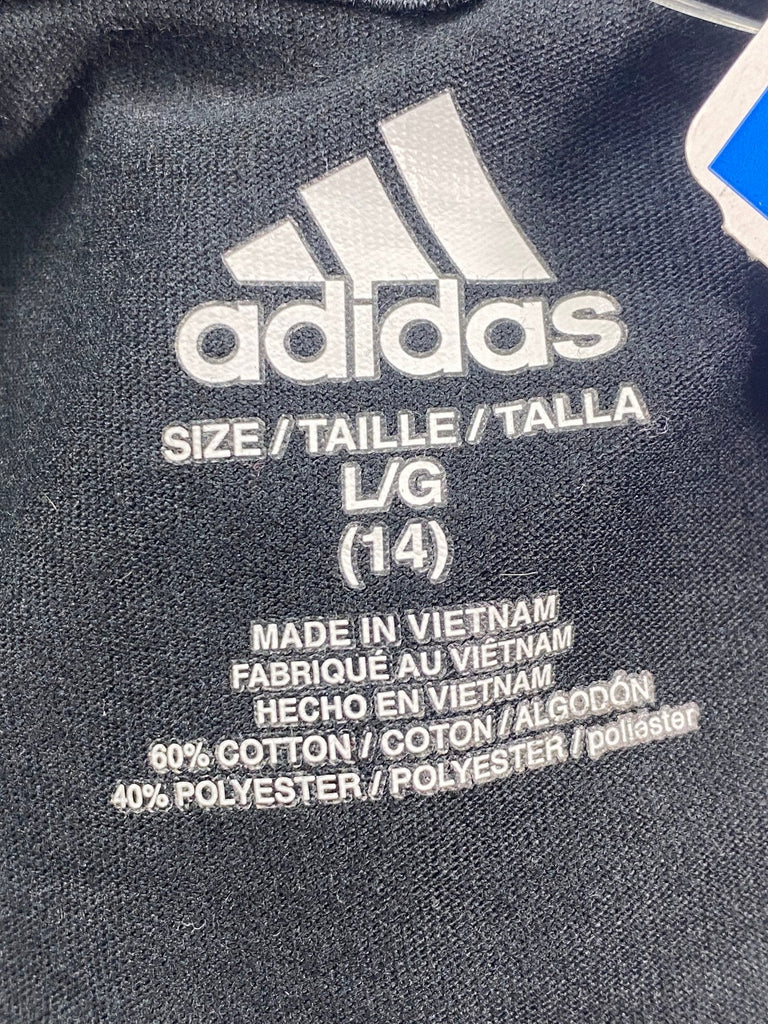 adidas
SIZE / TAILLE / TALLA
L/G
(14)
MADE IN VIETNAM
FABRIQUÉ AU VIÉTNAM
HECHO EN VIETNAM
60% COTTON / COTON / ALGODÓN
40% POLYESTER / POLYESTER / poliéster